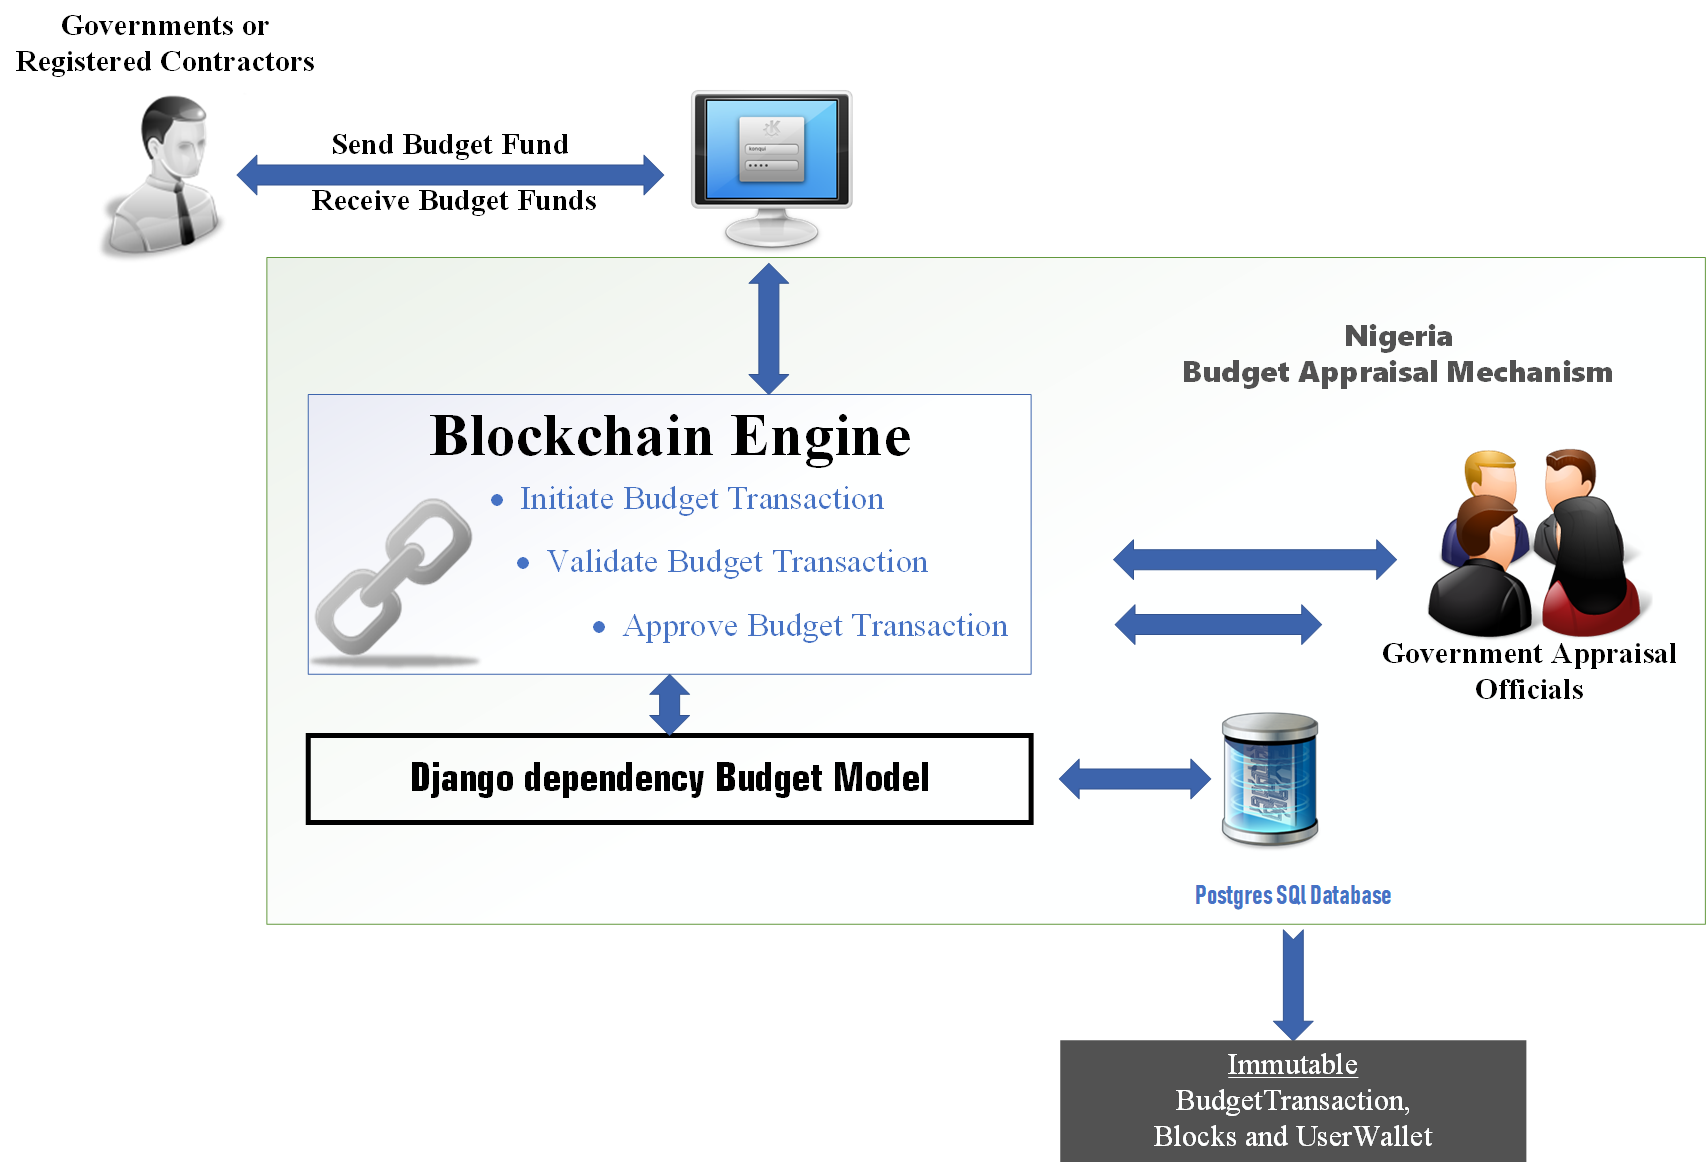 Governments or
Registered Contractors
Send Budget Fund
Receive Budget Funds
konqui
Nigeria
Budget Appraisal Mechanism
Blockchain Engine
• Initiate Budget Transaction
• Validate Budget Transaction
• Approve Budget Transaction
Government Appraisal
Officials
Django dependency Budget Model
Postgres SQl Database
Immutable
BudgetTransaction,
Blocks and UserWallet